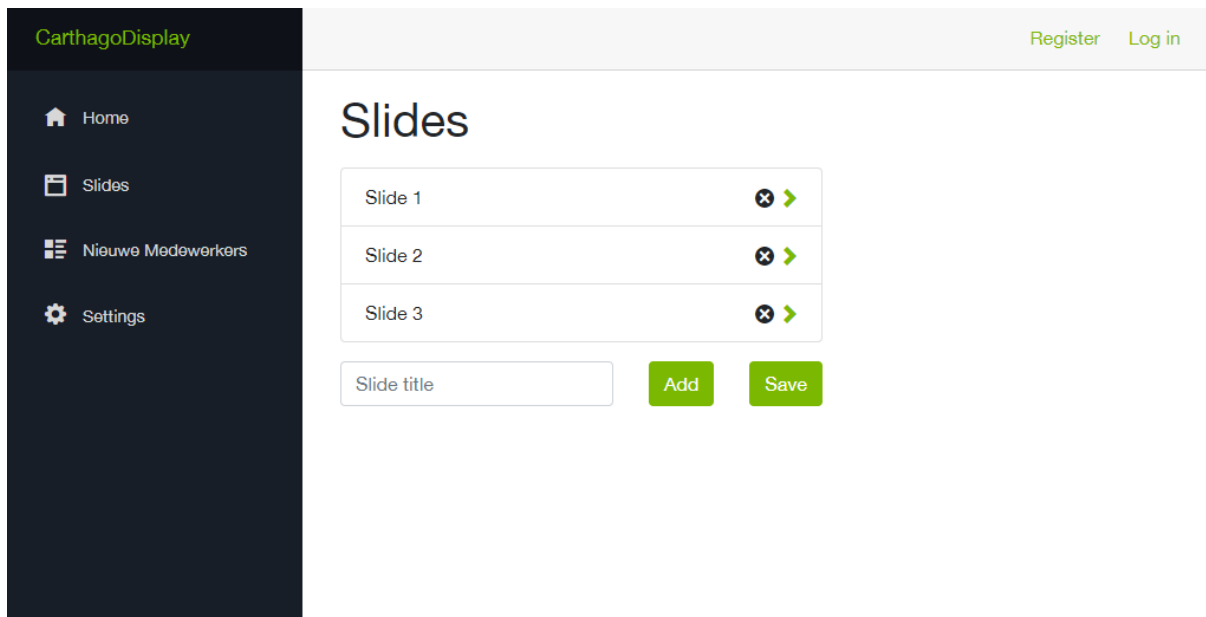 CarthagoDisplay
Register Log in
Home
Slides
Nieuwe Medewerkers
Settings
Slides
Slide 1
Slide 2
Slide 3
Slide title
Add
Save